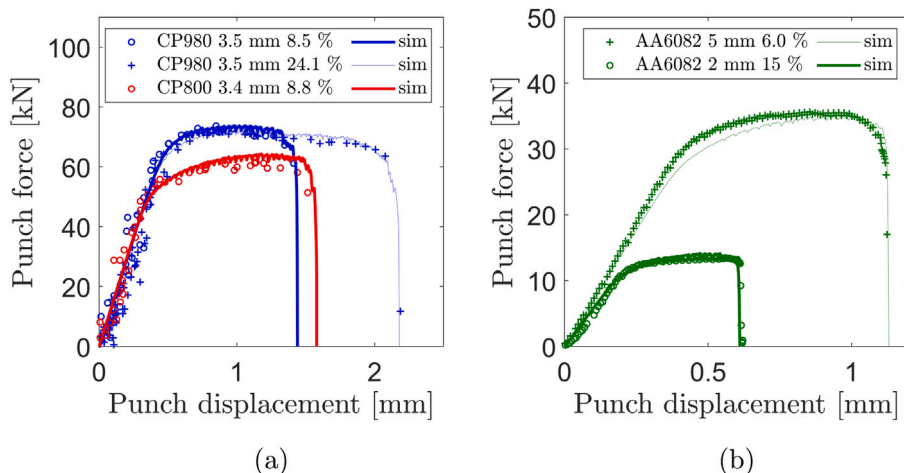 CP980 3.5 mm 8.5 % sim
CP980 3.5 mm 24.1 % sim
CP800 3.4 mm 8.8 % sim
Punch force [kN]
100
80
60
40
20
0
0 1 2
Punch displacement [mm]
(a)
AA6082 5 mm 6.0 % sim
AA6082 2 mm 15 % sim
Punch force [kN]
50
40
30
20
10
0
0 0.5 1
Punch displacement [mm]
(b)